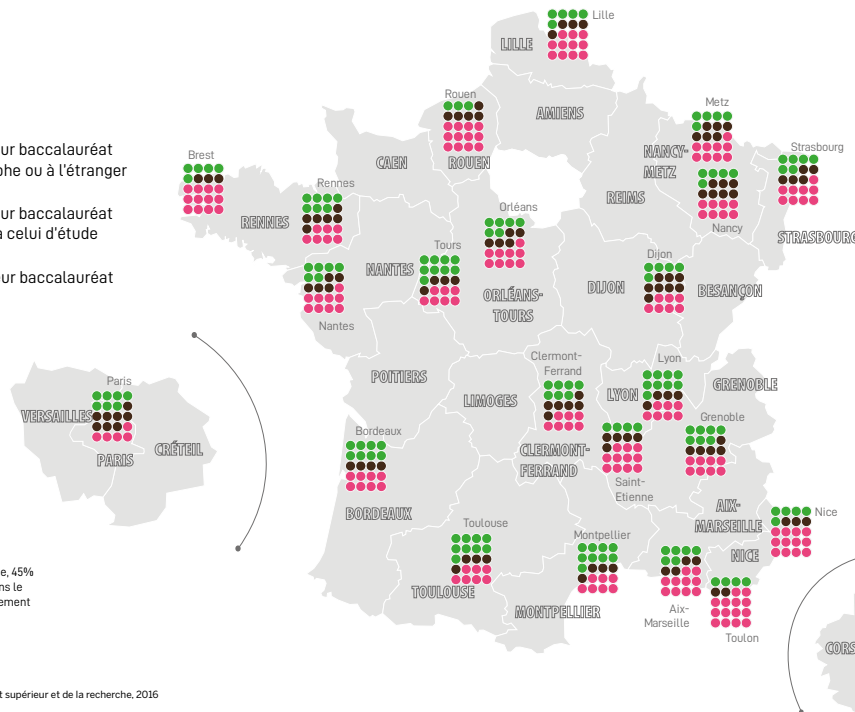 ur baccalauréat
phe ou à l'étranger
ur baccalauréat
à celui d'étude
eur baccalauréat
Lille
LILLE
Rouen
AMIENS
Metz
Brest
CAEN
ROUEN
NANCY-
METZ
Strasbourg
Rennes
REIMS
RENNES
Orléans
Nancy
STRASBOURG
Tours
Dijon
NANTES
ORLÉANS-
TOURS
DIJON
BESANÇON
Nantes
Clermont-
Ferrand
Lyon
Paris
POITIERS
LIMOGES
LYON
GRENOBLE
VERSAILLES
Grenoble
PARIS
CRÉTEIL
Bordeaux
CLERMONT-
FERRAND
Saint-
Etienne
BORDEAUX
AIX-
MARSEILLE
Nice
Toulouse
Montpellier
NICE
e, 45%
ns le
ement
TOULOUSE
MONTPELLIER
Aix-
Marseille
Toulon
CORS
t supérieur et de la recherche, 2016